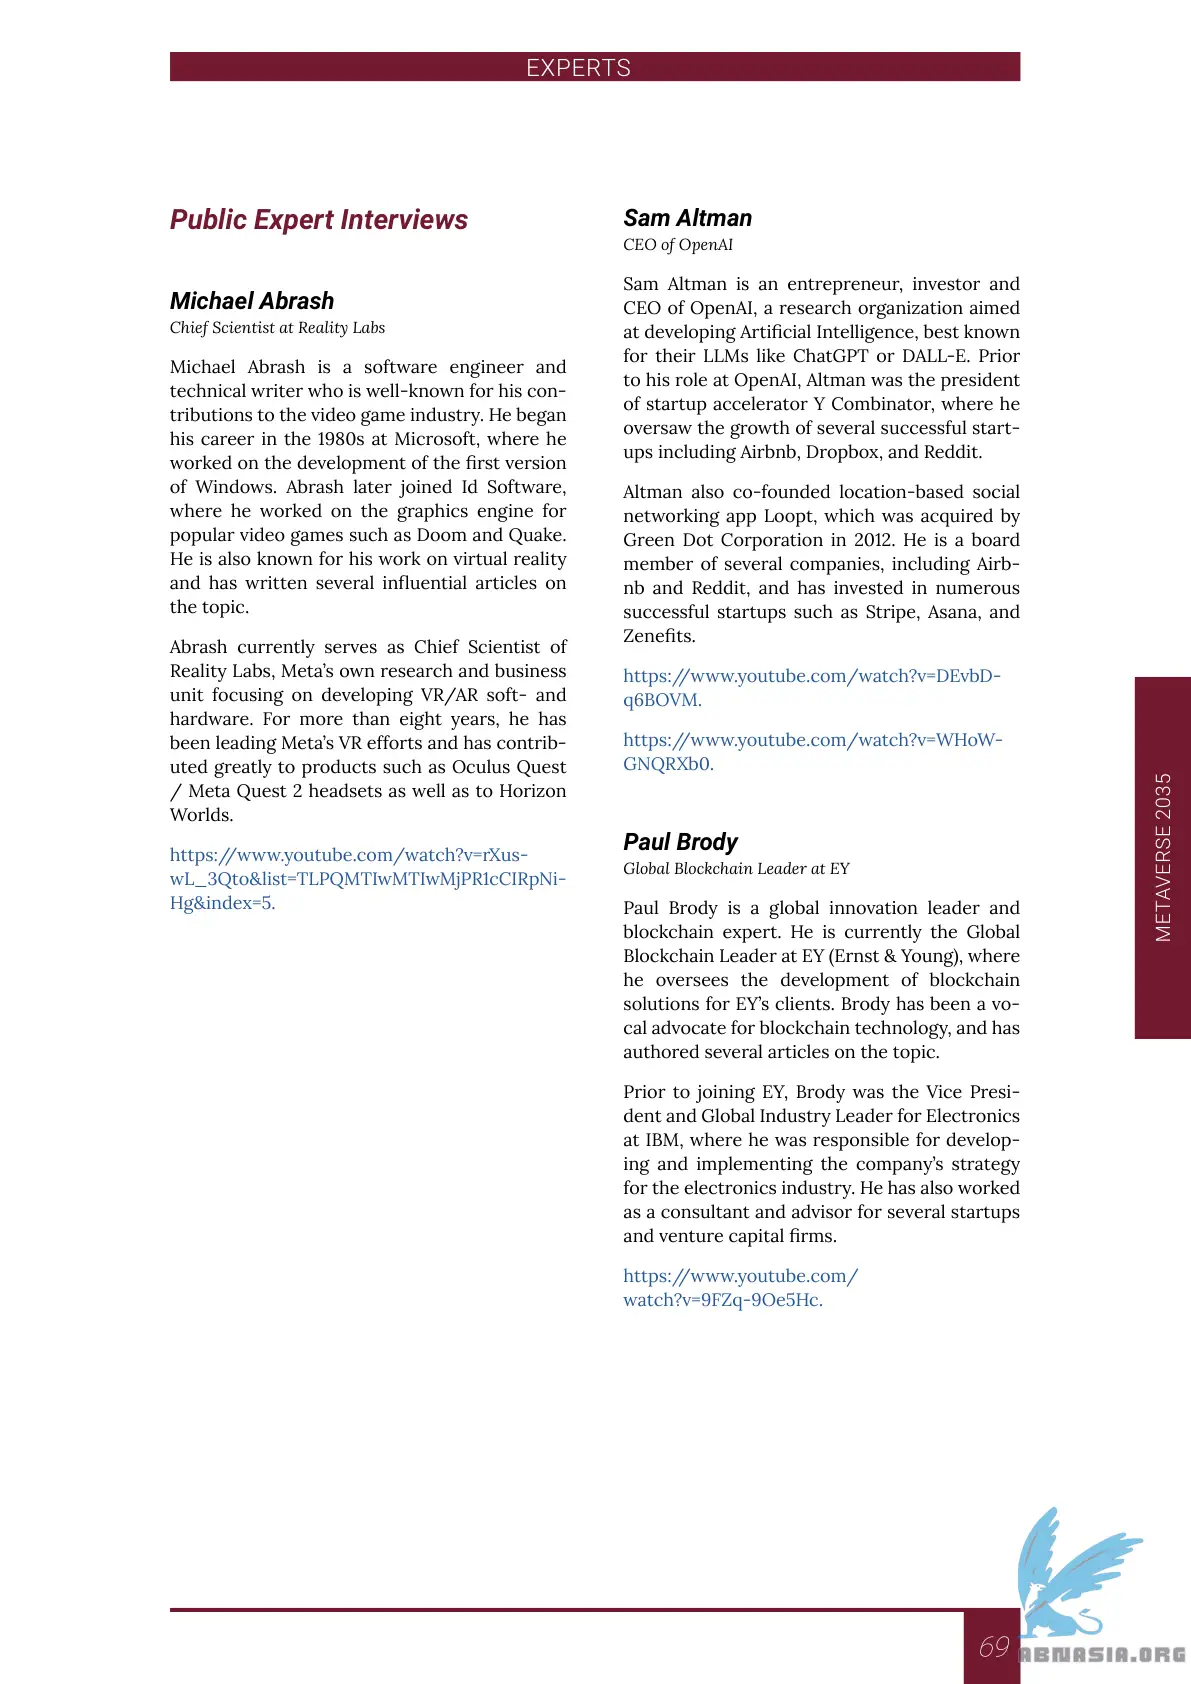 EXPERTS
Public Expert Interviews
Michael Abrash
Chief Scientist at Reality Labs
Michael Abrash is a software engineer and
technical writer who is well-known for his con-
tributions to the video game industry. He began
his career in the 1980s at Microsoft, where he
worked on the development of the first version
of Windows. Abrash later joined Id Software,
where he worked on the graphics engine for
popular video games such as Doom and Quake.
He is also known for his work on virtual reality
and has written several influential articles on
the topic.
Abrash currently serves as Chief Scientist of
Reality Labs, Meta’s own research and business
unit focusing on developing VR/AR soft- and
hardware. For more than eight years, he has
been leading Meta’s VR efforts and has contrib-
uted greatly to products such as Oculus Quest
/ Meta Quest 2 headsets as well as to Horizon
Worlds.
https://www.youtube.com/watch?v=rXus-
wL_3Qto&list=TLPQMTIwMTIwMjPR1cCIRpNi-
Hg&index=5.
Sam Altman
CEO of OpenAI
Sam Altman is an entrepreneur, investor and
CEO of OpenAI, a research organization aimed
at developing Artificial Intelligence, best known
for their LLMs like ChatGPT or DALL-E. Prior
to his role at OpenAI, Altman was the president
of startup accelerator Y Combinator, where he
oversaw the growth of several successful start-
ups including Airbnb, Dropbox, and Reddit.
Altman also co-founded location-based social
networking app Loopt, which was acquired by
Green Dot Corporation in 2012. He is a board
member of several companies, including Airb-
nb and Reddit, and has invested in numerous
successful startups such as Stripe, Asana, and
Zenefits.
https://www.youtube.com/watch?v=DEvbD-
q6BOVM.
https://www.youtube.com/watch?v=WHoW-
GNQRXb0.
Paul Brody
Global Blockchain Leader at EY
Paul Brody is a global innovation leader and
blockchain expert. He is currently the Global
Blockchain Leader at EY (Ernst & Young), where
he oversees the development of blockchain
solutions for EY’s clients. Brody has been a vo-
cal advocate for blockchain technology, and has
authored several articles on the topic.
Prior to joining EY, Brody was the Vice Presi-
dent and Global Industry Leader for Electronics
at IBM, where he was responsible for develop-
ing and implementing the company’s strategy
for the electronics industry. He has also worked
as a consultant and advisor for several startups
and venture capital firms.
https://www.youtube.com/
watch?v=9FZq-9Oe5Hc.
METAVERSE 2035
69
ABNASIA.ORG